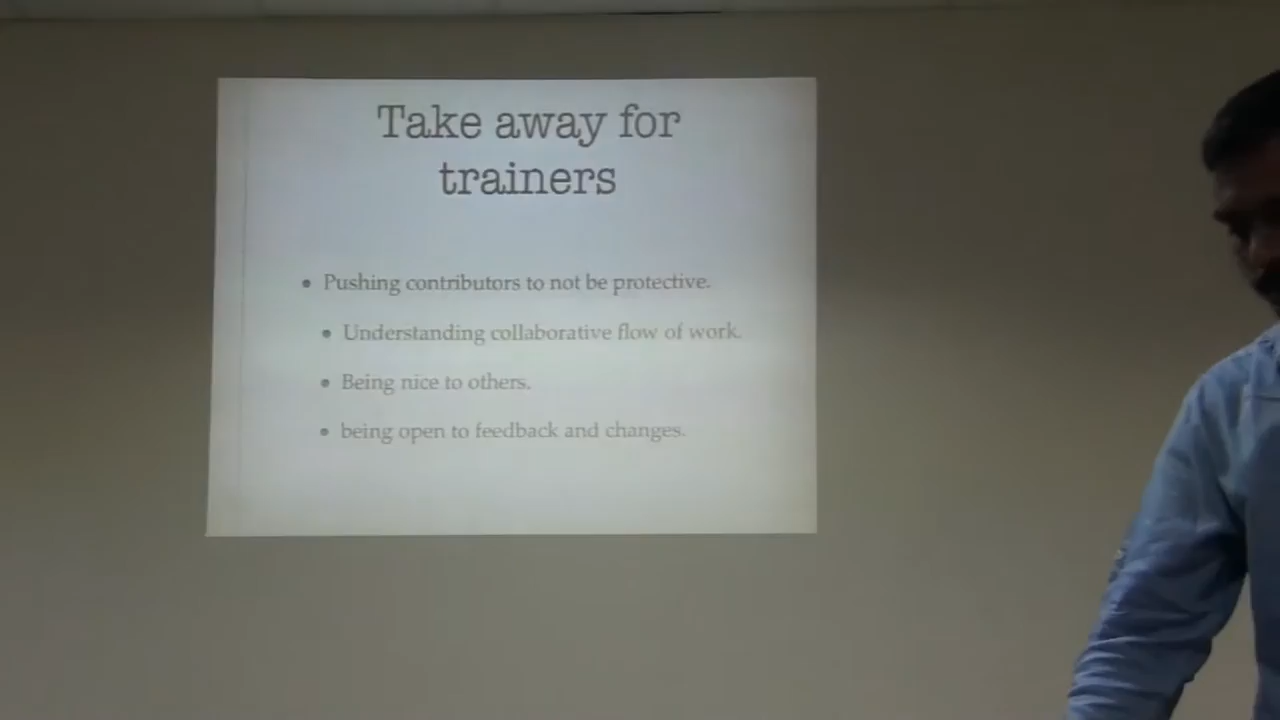 Take away for
trainers
• Pushing contributors to not be protective.
• Understanding collaborative flow of work.
• Being nice to others.
• being open to feedback and changes.